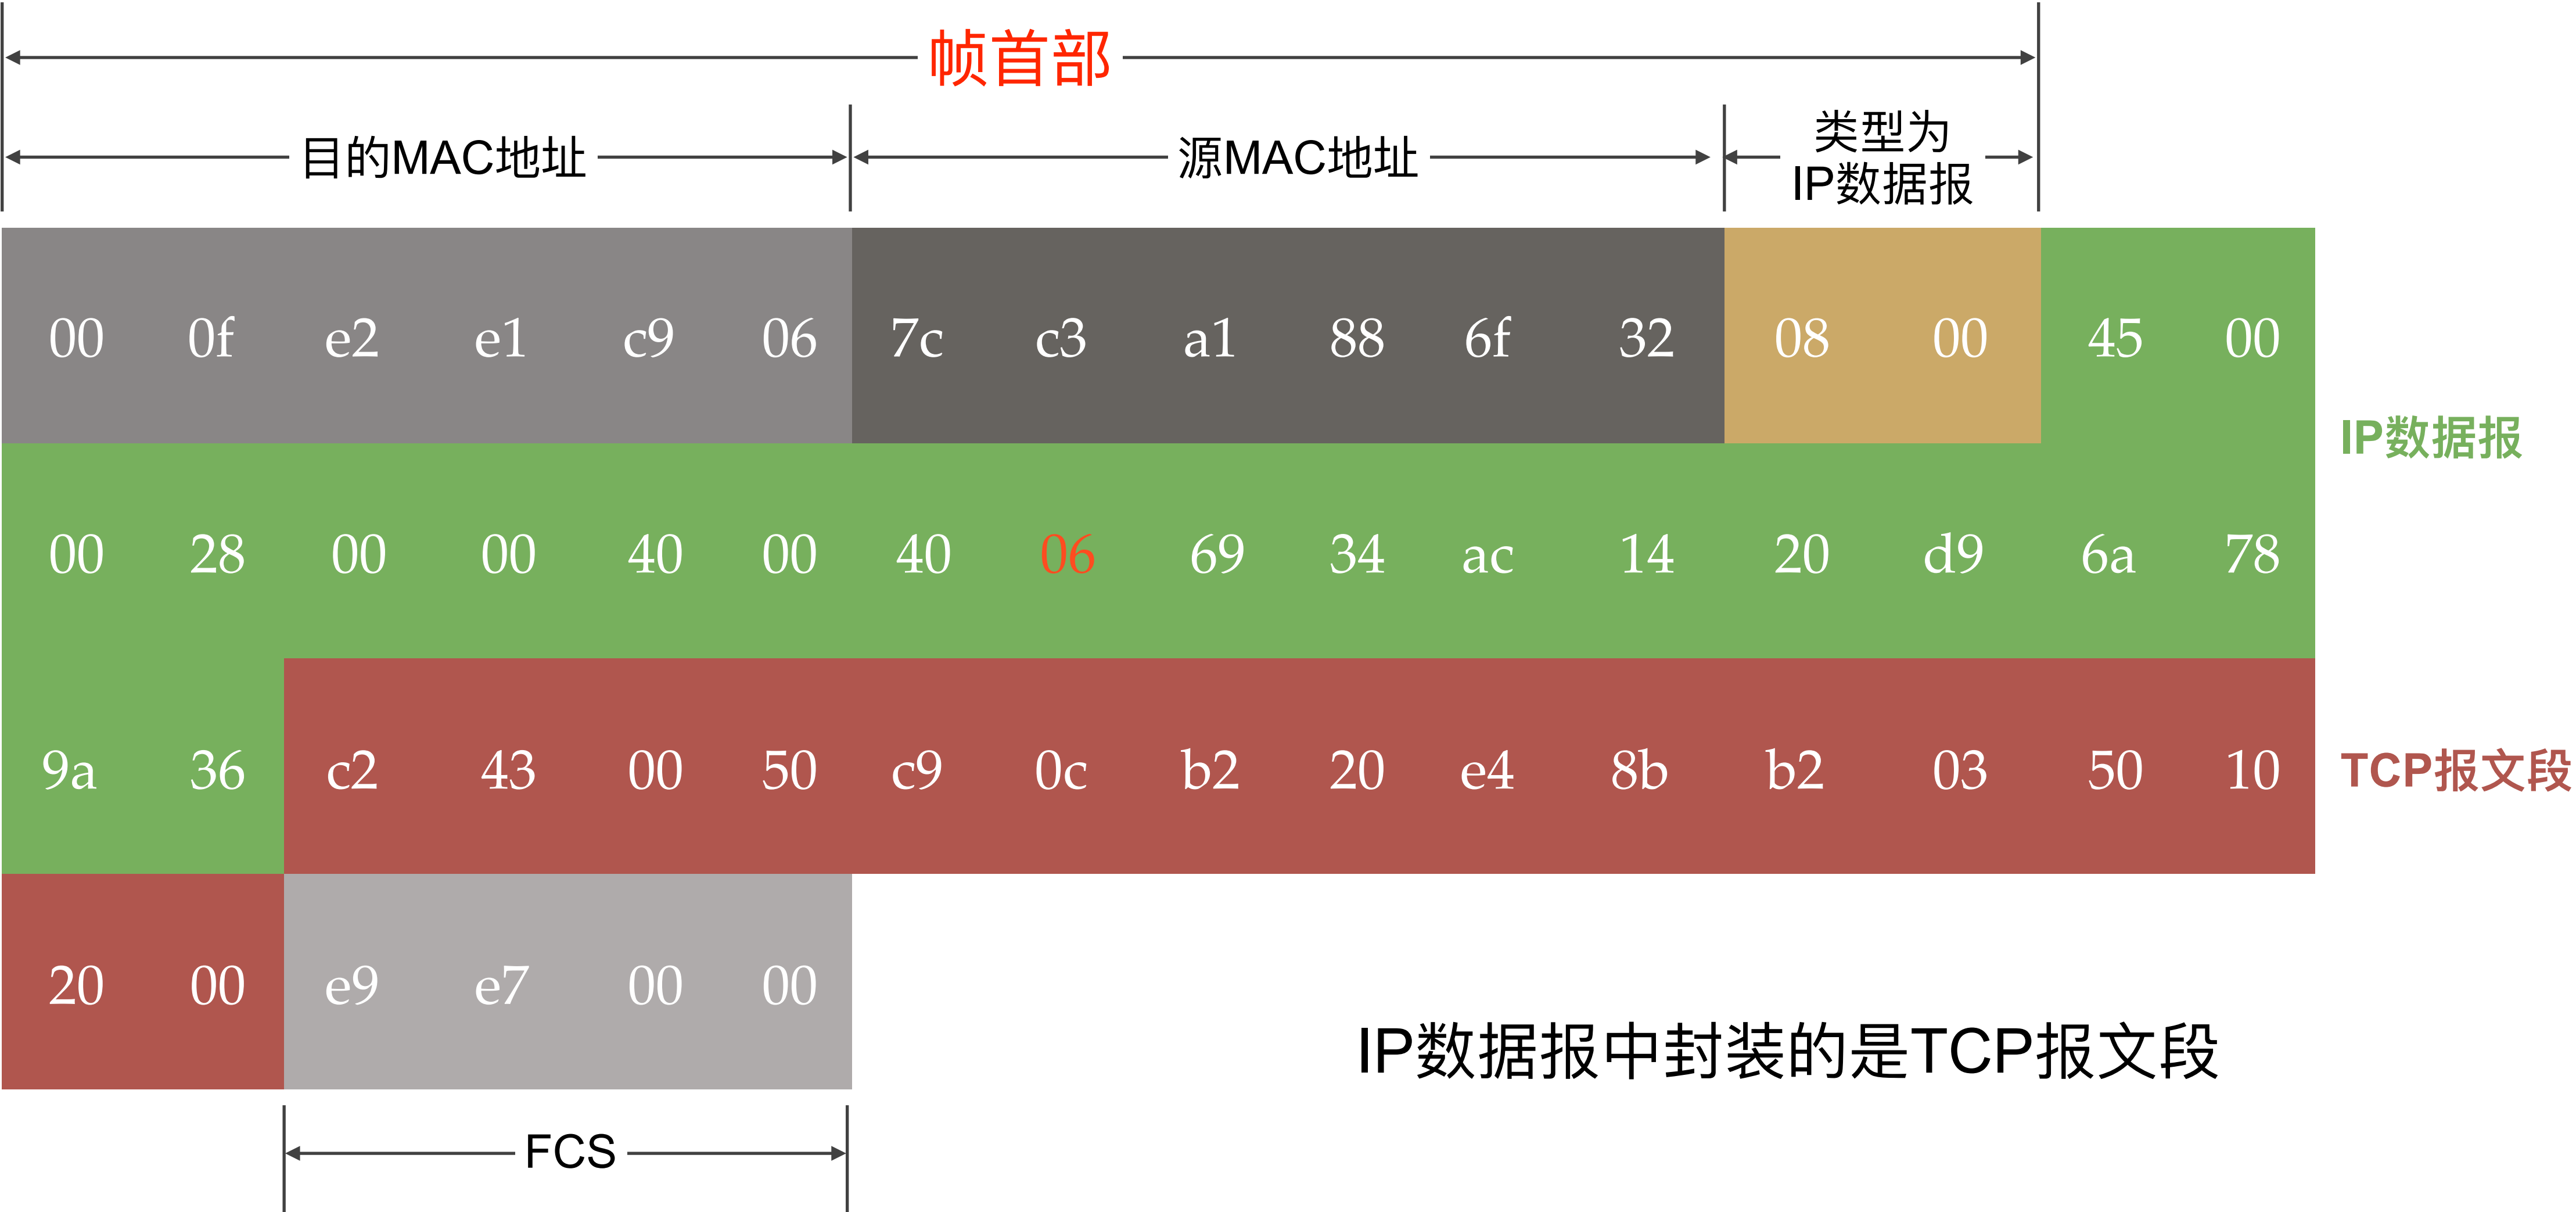 帧首部
目的MAC地址 源MAC地址 类型为
IP数据报
00 0f e2 e1 c9 06 7c c3 a1 88 6f 32 08 00 45 00
IP数据报
00 28 00 00 40 00 40 06 69 34 ac 14 20 d9 6a 78
9a 36 c2 43 00 50 c9 0c b2 20 e4 8b b2 03 50 10
TCP报文段
20 00 e9 e7 00 00
IP数据报中封装的是TCP报文段
FCS